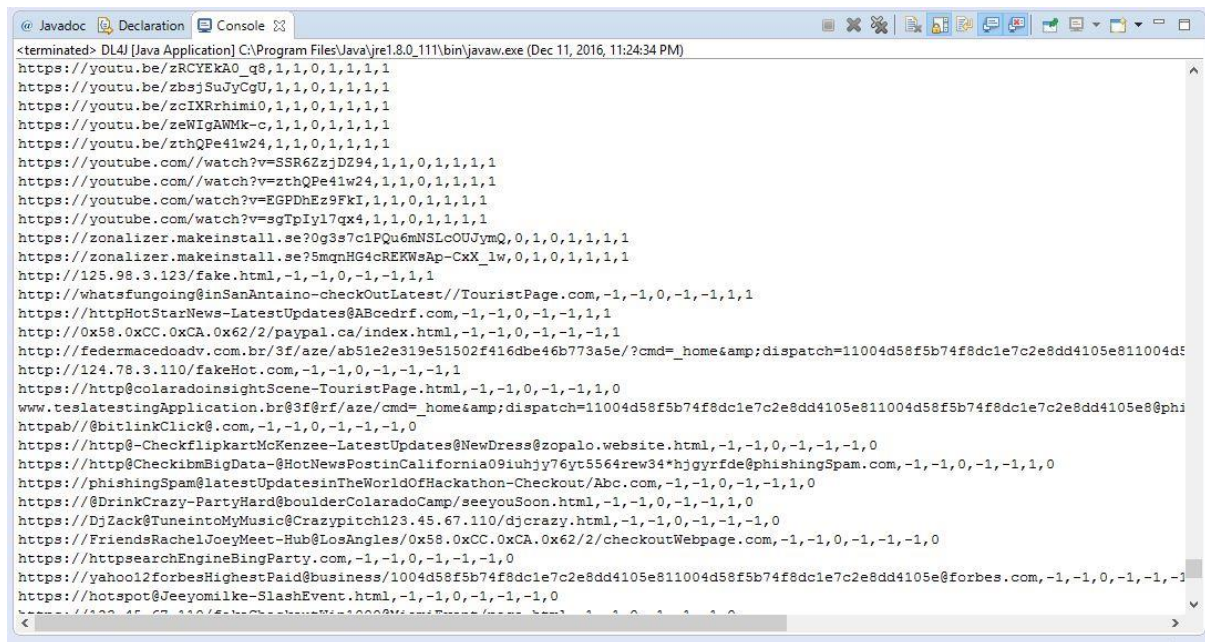 @ Javadoc Declaration Console
<terminated> DL4J [Java Application] C:\Program Files\Java\jre1.8.0_111\bin\javaw.exe (Dec 11, 2016, 11:24:34 PM)
https://youtu.be/zRCYEkA0_q8,1,1,0,1,1,1,1
https://youtu.be/zbsjSuJyCgU,1,1,0,1,1,1,1
https://youtu.be/zcIXRrhimi0,1,1,0,1,1,1,1
https://youtu.be/zeWIgAWMk-c,1,1,0,1,1,1,1
https://youtu.be/zthQPe41w24,1,1,0,1,1,1,1
https://youtube.com//watch?v=SSR6ZzjDZ94,1,1,0,1,1,1,1
https://youtube.com//watch?v=zthQPe41w24,1,1,0,1,1,1,1
https://youtube.com/watch?v=EGPDhEz9FkI,1,1,0,1,1,1,1
https://youtube.com/watch?v=sgTpIyl7qx4,1,1,0,1,1,1,1
https://zonalizer.makeinstall.se?0g3s7c1PQu6mNSLcOUJymQ,0,1,0,1,1,1,1
https://zonalizer.makeinstall.se?5mqnHG4cREKWsAp-CxX_lw,0,1,0,1,1,1,1
http://125.98.3.123/fake.html,-1,-1,0,-1,-1,1,1
http://whatsfungoing@inSanAntaino-checkOutLatest//TouristPage.com,-1,-1,0,-1,-1,1,1
https://httpHotStarNews-LatestUpdates@ABcedrf.com,-1,-1,0,-1,-1,1,1
http://0x58.0xCC.0xCA.0x62/2/paypal.ca/index.html,-1,-1,0,-1,-1,-1,1
http://federmacedoadv.com.br/3f/aze/ab51e2e319e51502f416dbe46b773a5e/?cmd=_home&amp;dispatch=11004d58f5b74f8dc1e7c2e8dd4105e811004d5
http://124.78.3.110/fakeHot.com,-1,-1,0,-1,-1,-1,1
https://http@colaradoinsightScene-TouristPage.html,-1,-1,0,-1,-1,1,0
www.teslatestingApplication.br@3f@rf/aze/cmd=_home&amp;dispatch=11004d58f5b74f8dc1e7c2e8dd4105e811004d58f5b74f8dc1e7c2e8dd4105e8@phi
httpab//@bitlinkClick@.com,-1,-1,0,-1,-1,-1,0
https://http@-CheckflipkartMcKenzee-LatestUpdates@NewDress@zopalo.website.html,-1,-1,0,-1,-1,-1,0
https://http@CheckibmBigData-@HotNewsPostinCalifornia09iuhjy76yt5564rew34*hjgyrfde@phishingSpam.com,-1,-1,0,-1,-1,1,0
https://phishingSpam@latestUpdatesinTheWorldOfHackathon-Checkout/Abc.com,-1,-1,0,-1,-1,1,0
https://@DrinkCrazy-PartyHard@boulderColaradoCamp/seeyouSoon.html,-1,-1,0,-1,-1,1,0
https://DjZack@TuneintoMyMusic@Crazypitch123.45.67.110/djcrazy.html,-1,-1,0,-1,-1,-1,0
https://FriendsRachelJoeyMeet-Hub@LosAngles/0x58.0xCC.0xCA.0x62/2/checkoutWebpage.com,-1,-1,0,-1,-1,-1,0
https://httpsearchEngineBingParty.com,-1,-1,0,-1,-1,-1,0
https://yahoo12forbesHighestPaid@business/1004d58f5b74f8dc1e7c2e8dd4105e811004d58f5b74f8dc1e7c2e8dd4105e@forbes.com,-1,-1,0,-1,-1,-1
https://hotspot@Jeeyomilke-SlashEvent.html,-1,-1,0,-1,-1,-1,0